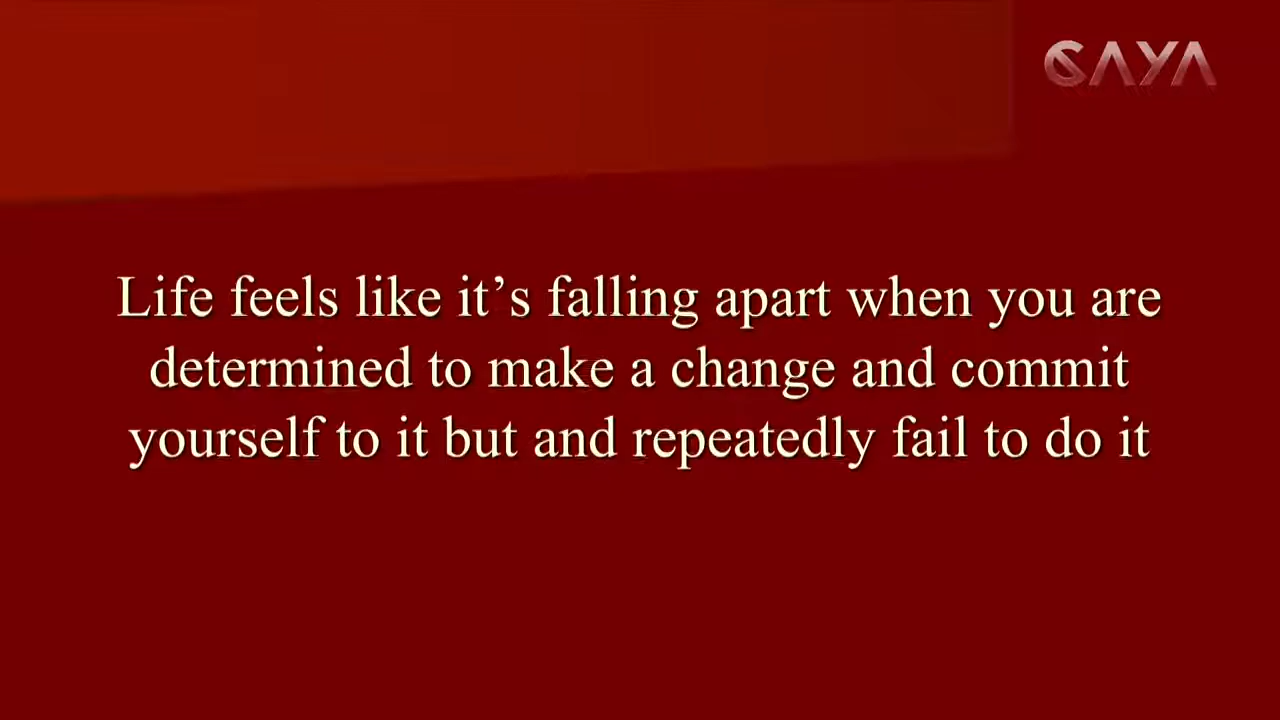 GAYA
Life feels like it’s falling apart when you are
determined to make a change and commit
yourself to it but and repeatedly fail to do it